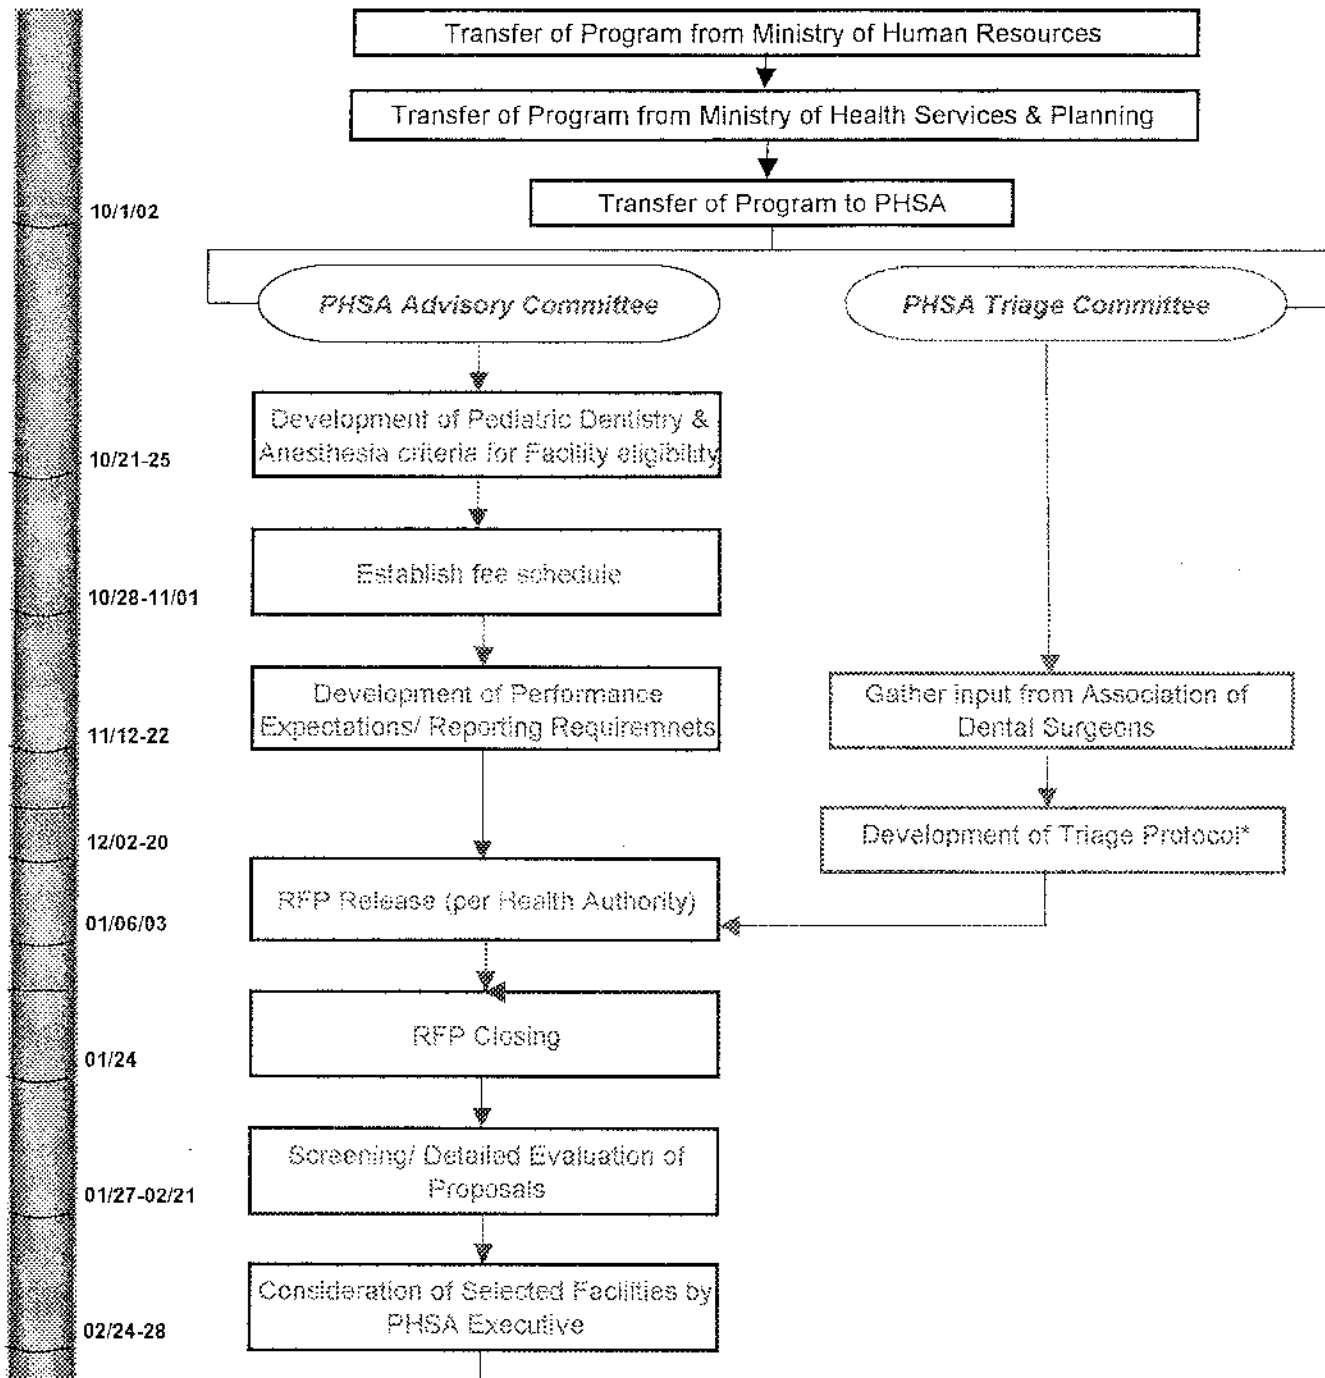 Transfer of Program from Ministry of Human Resources
Transfer of Program from Ministry of Health Services & Planning
Transfer of Program to PHSA
10/1/02
PHSA Advisory Committee
PHSA Triage Committee
Development of Pediatric Dentistry &
Anesthesia criteria for Facility eligibility
10/21-25
Establish fee schedule
10/28-11/01
Development of Performance
Expectations/ Reporting Requiremnets
11/12-22
Gather input from Association of
Dental Surgeons
Development of Triage Protocol*
12/02-20
RFP Release (per Health Authority)
01/06/03
RFP Closing
01/24
Screening/ Detailed Evaluation of
Proposals
01/27-02/21
Consideration of Selected Facilities by
PHSA Executive
02/24-28